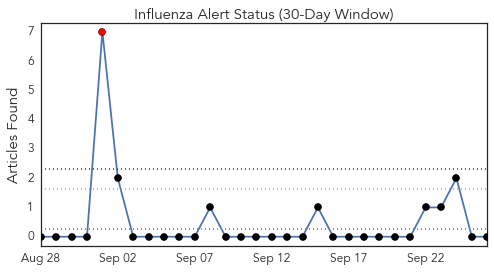 Influenza Alert Status (30-Day Window)
Articles Found
7
6
5
4
3
2
1
0
Aug 28 Sep 02 Sep 07 Sep 12 Sep 17 Sep 22